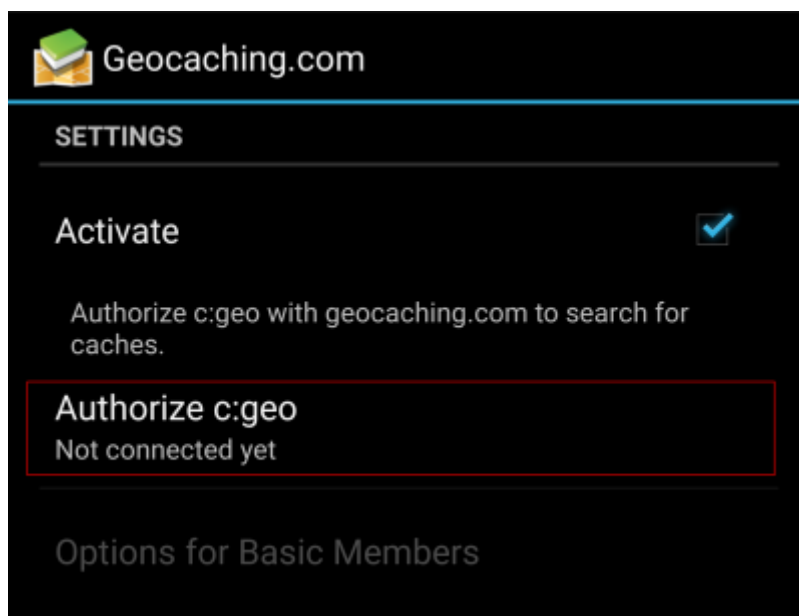 Geocaching.com
SETTINGS
Activate
Authorize c:geo with geocaching.com to search for
caches.
Authorize c:geo
Not connected yet
Options for Basic Members